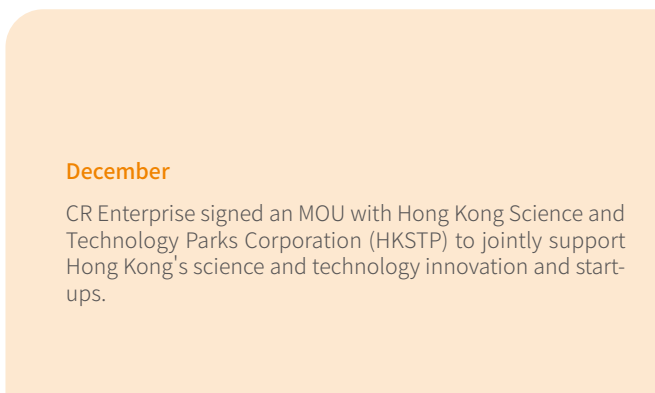 December
CR Enterprise signed an MOU with Hong Kong Science and
Technology Parks Corporation (HKSTP) to jointly support
Hong Kong's science and technology innovation and start-
ups.